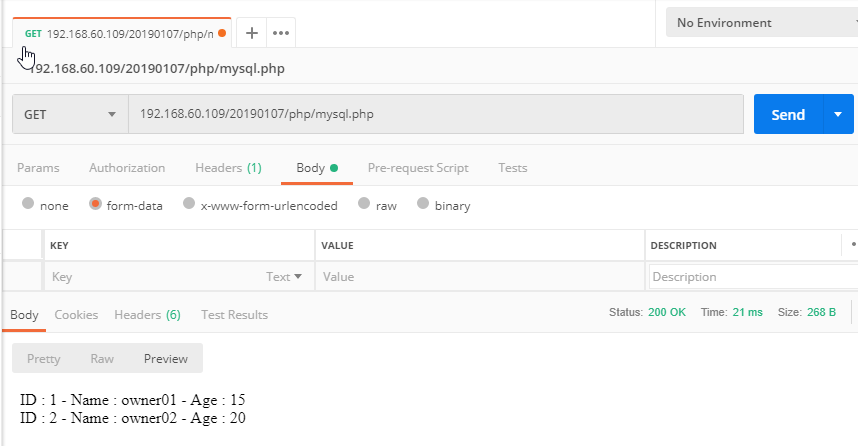 GET 192.168.60.109/20190107/php/n + ••• No Environment
192.168.60.109/20190107/php/mysql.php
GET 192.168.60.109/20190107/php/mysql.php Send
Params Authorization Headers (1) Body Pre-request Script Tests
none form-data x-www-form-urlencoded raw binary
KEY VALUE DESCRIPTION
Key Text Value Description
Body Cookies Headers (6) Test Results Status: 200 OK Time: 21 ms Size: 268 B
Pretty Raw Preview
ID : 1 - Name : owner01 - Age : 15
ID : 2 - Name : owner02 - Age : 20